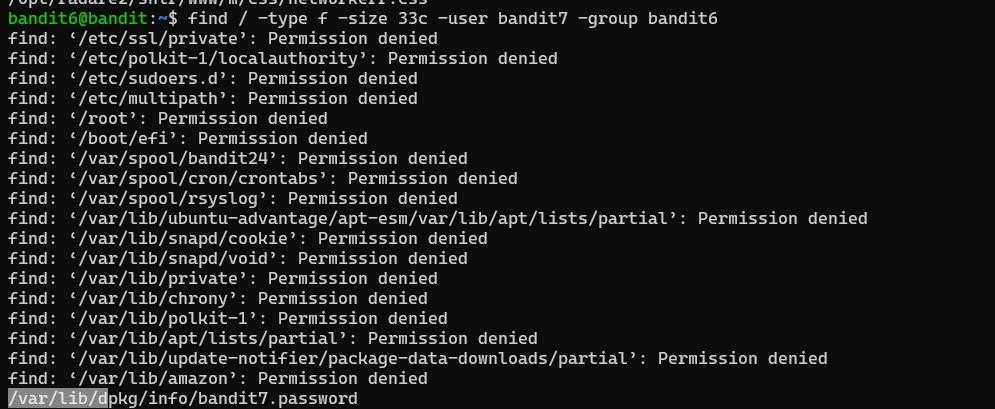 bandit6@bandit:~$ find / -type f -size 33c -user bandit7 -group bandit6
find: ‘/etc/ssl/private’: Permission denied
find: ‘/etc/polkit-1/localauthority’: Permission denied
find: ‘/etc/sudoers.d’: Permission denied
find: ‘/etc/multipath’: Permission denied
find: ‘/root’: Permission denied
find: ‘/boot/efi’: Permission denied
find: ‘/var/spool/bandit24’: Permission denied
find: ‘/var/spool/cron/crontabs’: Permission denied
find: ‘/var/spool/rsyslog’: Permission denied
find: ‘/var/lib/ubuntu-advantage/apt-esm/var/lib/apt/lists/partial’: Permission denied
find: ‘/var/lib/snapd/cookie’: Permission denied
find: ‘/var/lib/snapd/void’: Permission denied
find: ‘/var/lib/private’: Permission denied
find: ‘/var/lib/chrony’: Permission denied
find: ‘/var/lib/polkit-1’: Permission denied
find: ‘/var/lib/apt/lists/partial’: Permission denied
find: ‘/var/lib/update-notifier/package-data-downloads/partial’: Permission denied
find: ‘/var/lib/amazon’: Permission denied
/var/lib/dpkg/info/bandit7.password